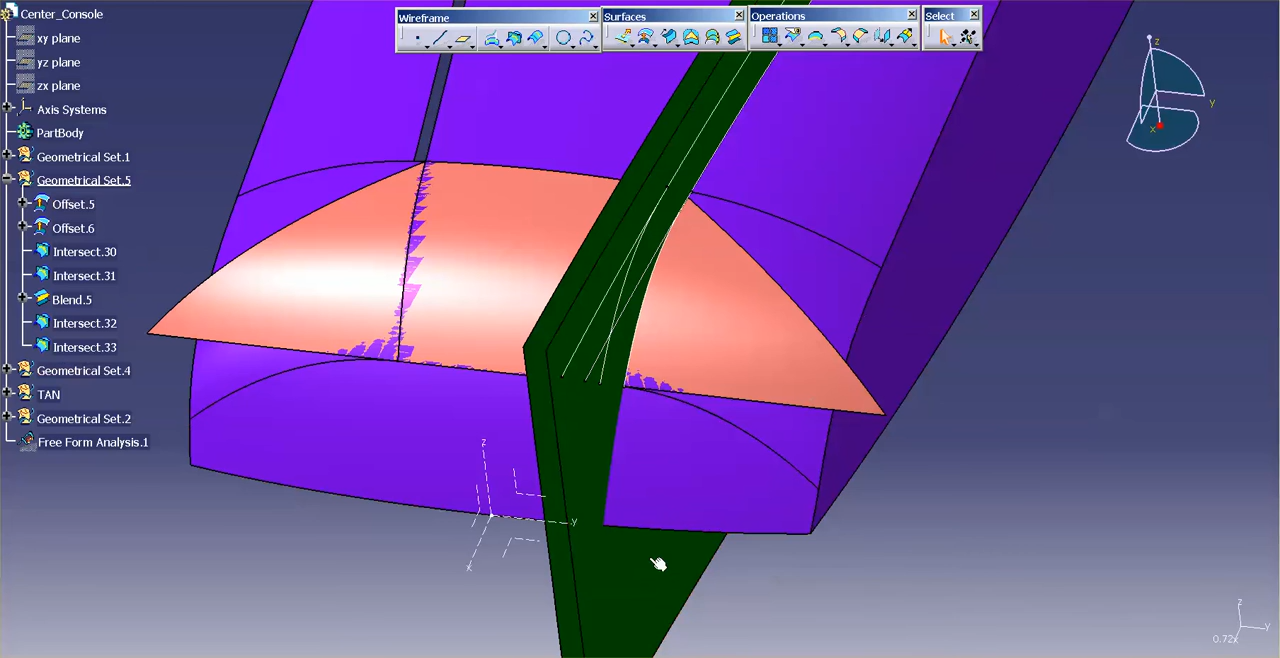 Center_Console
xy plane
yz plane
zx plane
Axis Systems
PartBody
Geometrical Set.1
Geometrical Set.5
Offset.5
Offset.6
Intersect.30
Intersect.31
Blend.5
Intersect.32
Intersect.33
Geometrical Set.4
TAN
Geometrical Set.2
Free Form Analysis.1
Wireframe
Surfaces
Operations
Select
z
y
x
z
y
x
z
y
0.72x